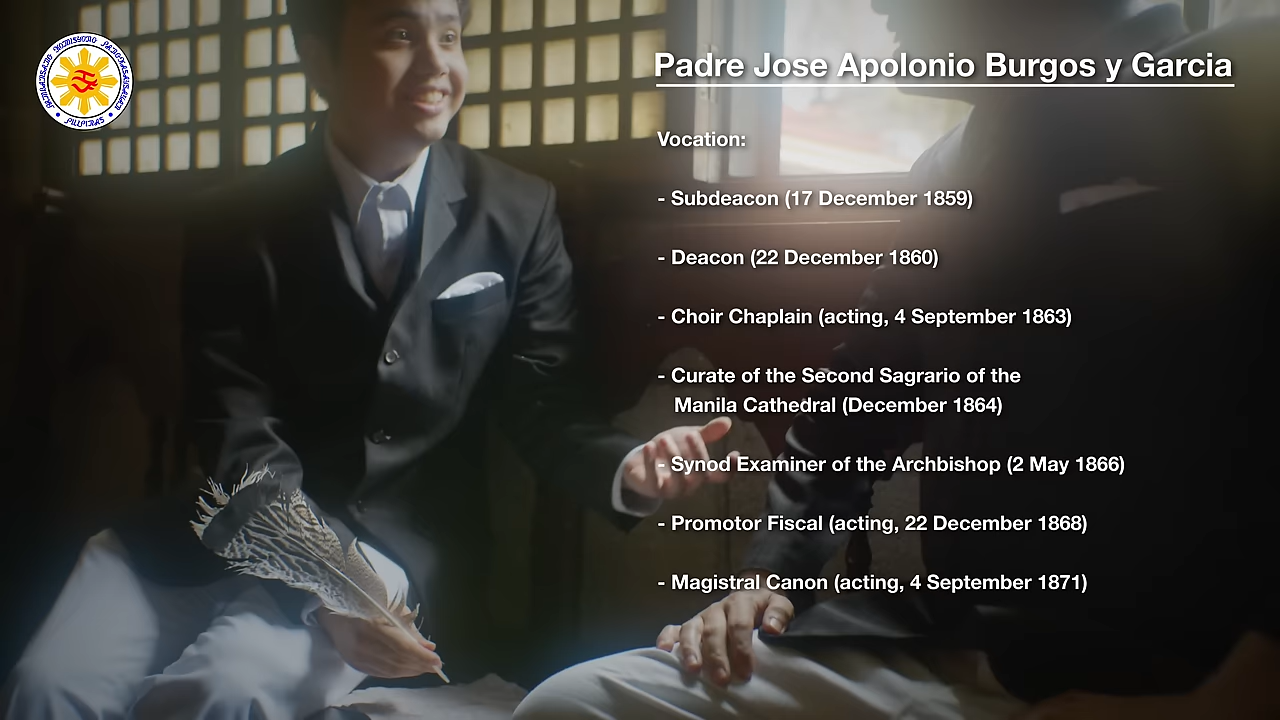 Padre Jose Apolonio Burgos y Garcia
Vocation:
- Subdeacon (17 December 1859)
- Deacon (22 December 1860)
- Choir Chaplain (acting, 4 September 1863)
- Curate of the Second Sagrario of the
Manila Cathedral (December 1864)
- Synod Examiner of the Archbishop (2 May 1866)
- Promotor Fiscal (acting, 22 December 1868)
- Magistral Canon (acting, 4 September 1871)